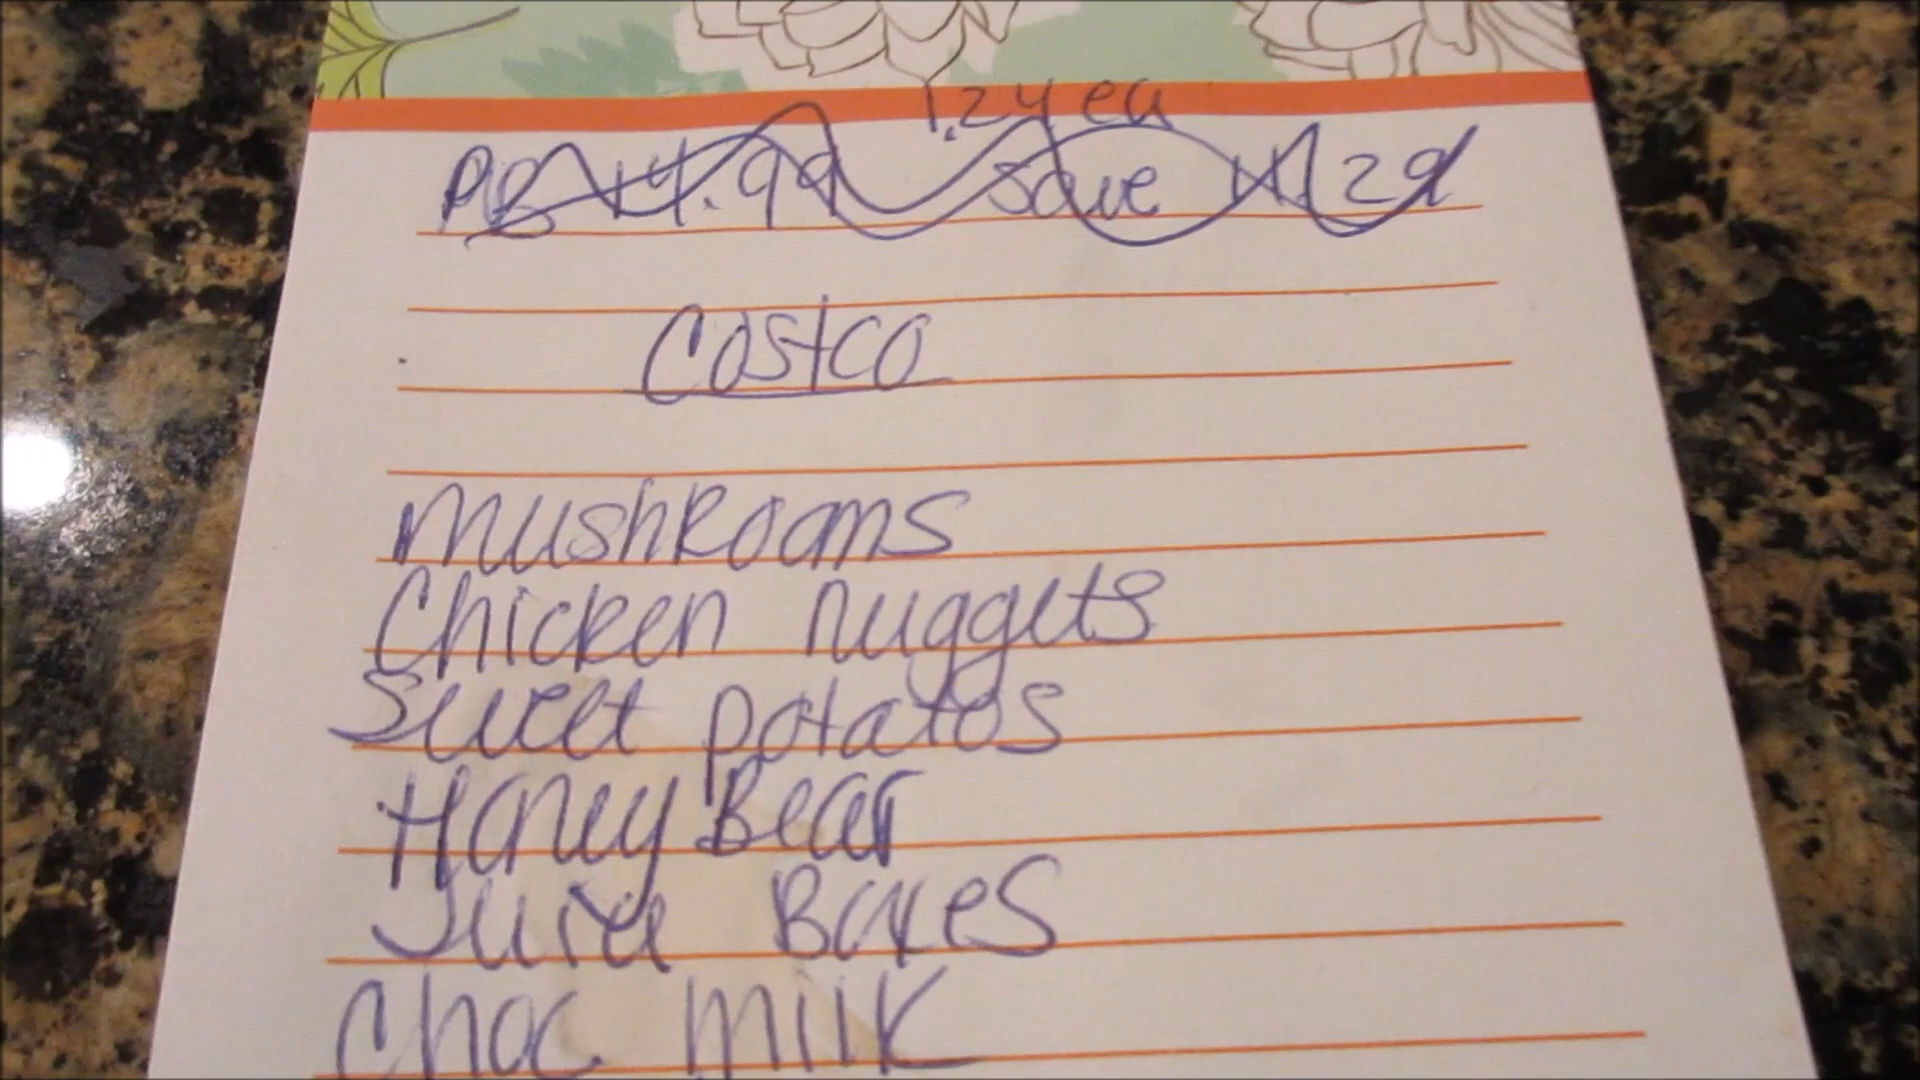 1.24 ea
PB 14.99 save 4.29
Costco
mushRooms
Chicken nuggets
Sweet potatos
Honey Bear
Juice Boxes
Choc milk